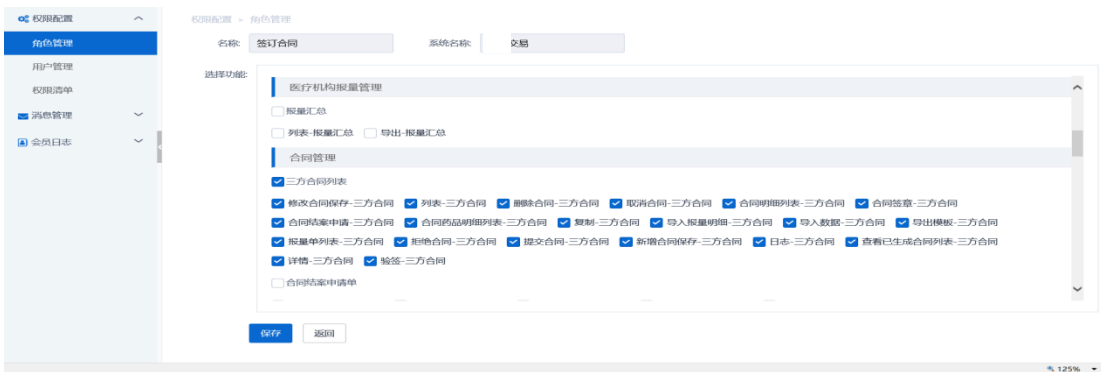 权限配置
角色管理
用户管理
权限清单
消息管理
会员日志
权限配置 > 角色管理
名称: 签订合同 系统名称: 交易
选择功能:
医疗机构报量管理
报量汇总
列表-报量汇总 导出-报量汇总
合同管理
三方合同列表
修改合同保存-三方合同 列表-三方合同 删除合同-三方合同 取消合同-三方合同 合同明细列表-三方合同 合同签章-三方合同
合同结案申请-三方合同 合同药品明细列表-三方合同 复制-三方合同 导入报量明细-三方合同 导入数据-三方合同 导出模板-三方合同
报量单列表-三方合同 拒绝合同-三方合同 提交合同-三方合同 新增合同保存-三方合同 日志-三方合同 查看已生成合同列表-三方合同
详情-三方合同 验签-三方合同
合同结案申请单
保存 返回
125%